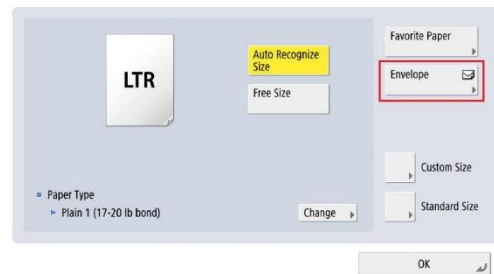 LTR
Auto Recognize
Size
Free Size
Favorite Paper
Envelope
Custom Size
Standard Size
Paper Type
Plain 1 (17-20 lb bond)
Change
OK